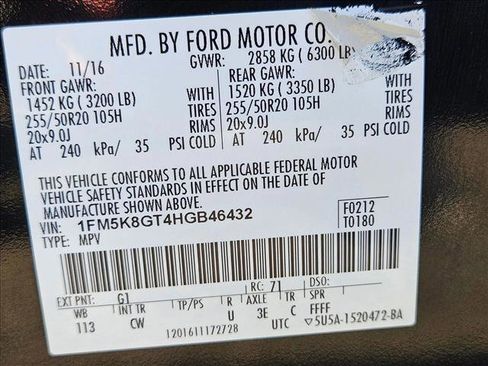 MFD. BY FORD MOTOR CO.
DATE: 11/16 GVWR: 2858 KG ( 6300 LB)
FRONT GAWR: REAR GAWR:
1452 KG ( 3200 LB) WITH 1520 KG ( 3350 LB) WITH
255/50R20 105H TIRES 255/50R20 105H TIRES
20x9.0J RIMS 20x9.0J RIMS
AT 240 kPa/ 35 PSI COLD AT 240 kPa/ 35 PSI COLD
THIS VEHICLE CONFORMS TO ALL APPLICABLE FEDERAL MOTOR
VEHICLE SAFETY STANDARDS IN EFFECT ON THE DATE OF
MANUFACTURE SHOWN ABOVE.
VIN: 1FM5K8GT4HGB46432 F0212
TYPE: MPV T0180
EXT PNT: G1 RC: 71 DSO:
WB INT TR TP/PS R AXLE TR SPR
113 CW U 3E C FFFF
1201611172728 UTC ▽5U5A-1520472-BA